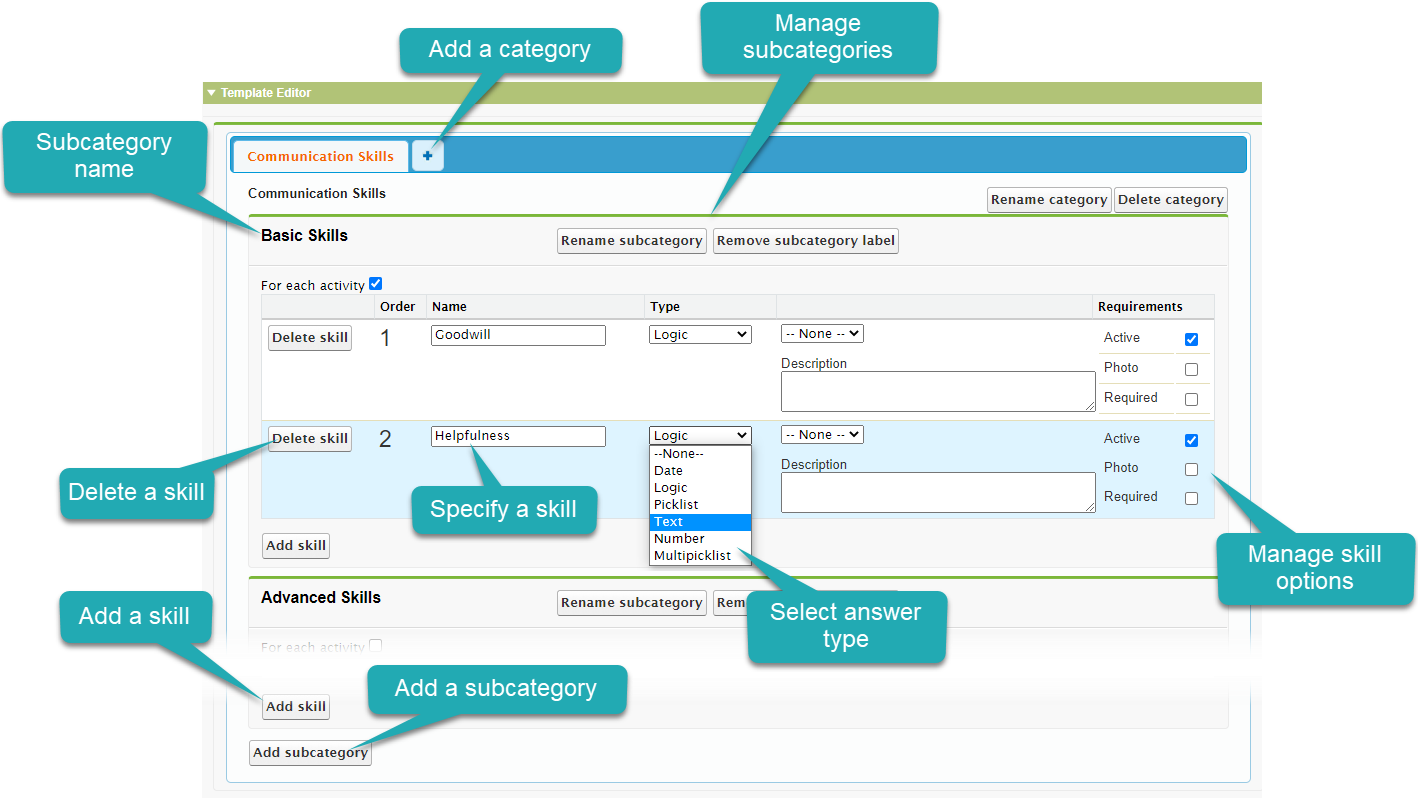 Manage
subcategories
Add a category
Template Editor
Subcategory
name
Communication Skills
+
Communication Skills
Rename category
Delete category
Basic Skills
Rename subcategory
Remove subcategory label
For each activity
Order
Name
Type
Requirements
Delete skill
1
Goodwill
Logic
-- None --
Active
Description
Photo
Required
Delete skill
2
Helpfulness
Logic
-- None --
Active
--None--
Date
Logic
Picklist
Text
Number
Multipicklist
Description
Photo
Required
Delete a skill
Specify a skill
Add skill
Manage skill
options
Advanced Skills
Rename subcategory
Rem
Select answer
type
Add a skill
For each activity
Add a subcategory
Add skill
Add subcategory